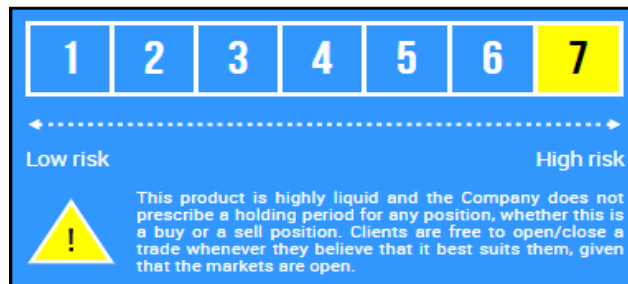 1 2 3 4 5 6 7
Low risk High risk
!
This product is highly liquid and the Company does not
prescribe a holding period for any position, whether this is
a buy or a sell position. Clients are free to open/close a
trade whenever they believe that it best suits them, given
that the markets are open.